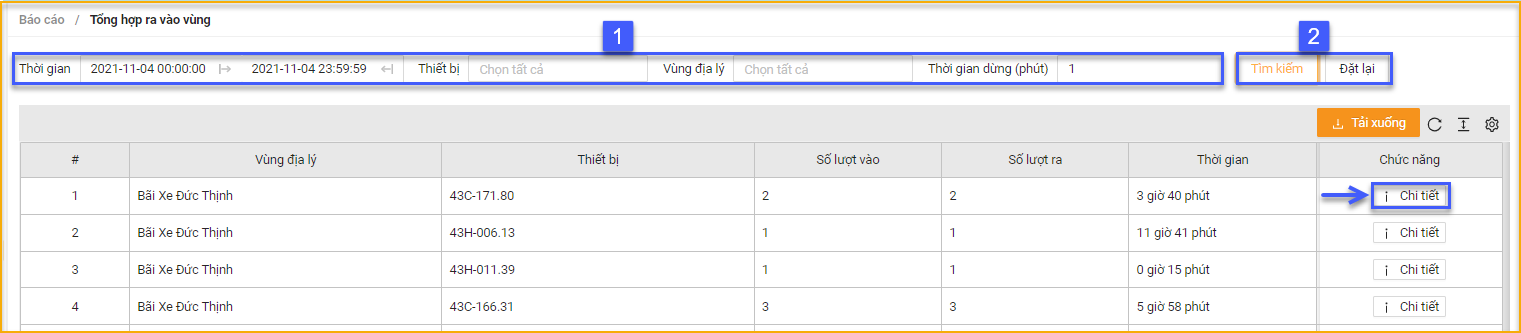 Báo cáo / Tổng hợp ra vào vùng
1 2
Thời gian 2021-11-04 00:00:00 2021-11-04 23:59:59 Thiết bị Chọn tất cả Vùng địa lý Chọn tất cả Thời gian dừng (phút) 1 Tìm kiếm Đặt lại
Tải xuống
# Vùng địa lý Thiết bị Số lượt vào Số lượt ra Thời gian Chức năng
1 Bãi Xe Đức Thịnh 43C-171.80 2 2 3 giờ 40 phút Chi tiết
2 Bãi Xe Đức Thịnh 43H-006.13 1 1 11 giờ 41 phút Chi tiết
3 Bãi Xe Đức Thịnh 43H-011.39 1 1 0 giờ 15 phút Chi tiết
4 Bãi Xe Đức Thịnh 43C-166.31 3 3 5 giờ 58 phút Chi tiết